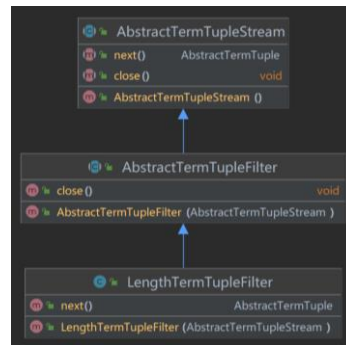 AbstractTermTupleStream
next() AbstractTermTuple
close() void
AbstractTermTupleStream ()
AbstractTermTupleFilter
close() void
AbstractTermTupleFilter (AbstractTermTupleStream )
LengthTermTupleFilter
next() AbstractTermTuple
LengthTermTupleFilter (AbstractTermTupleStream )